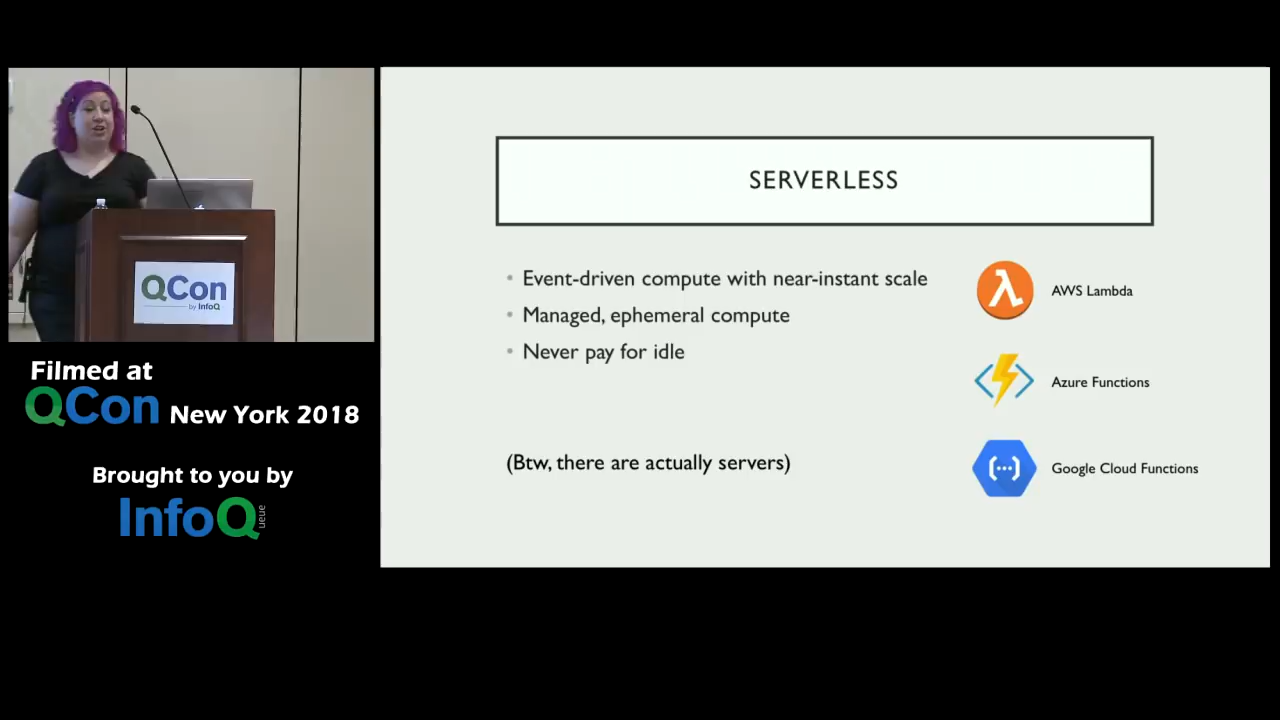 QCon
by InfoQ
Filmed at
QCon New York 2018
Brought to you by
InfoQueue
SERVERLESS
• Event-driven compute with near-instant scale
• Managed, ephemeral compute
• Never pay for idle
(Btw, there are actually servers)
AWS Lambda
Azure Functions
Google Cloud Functions